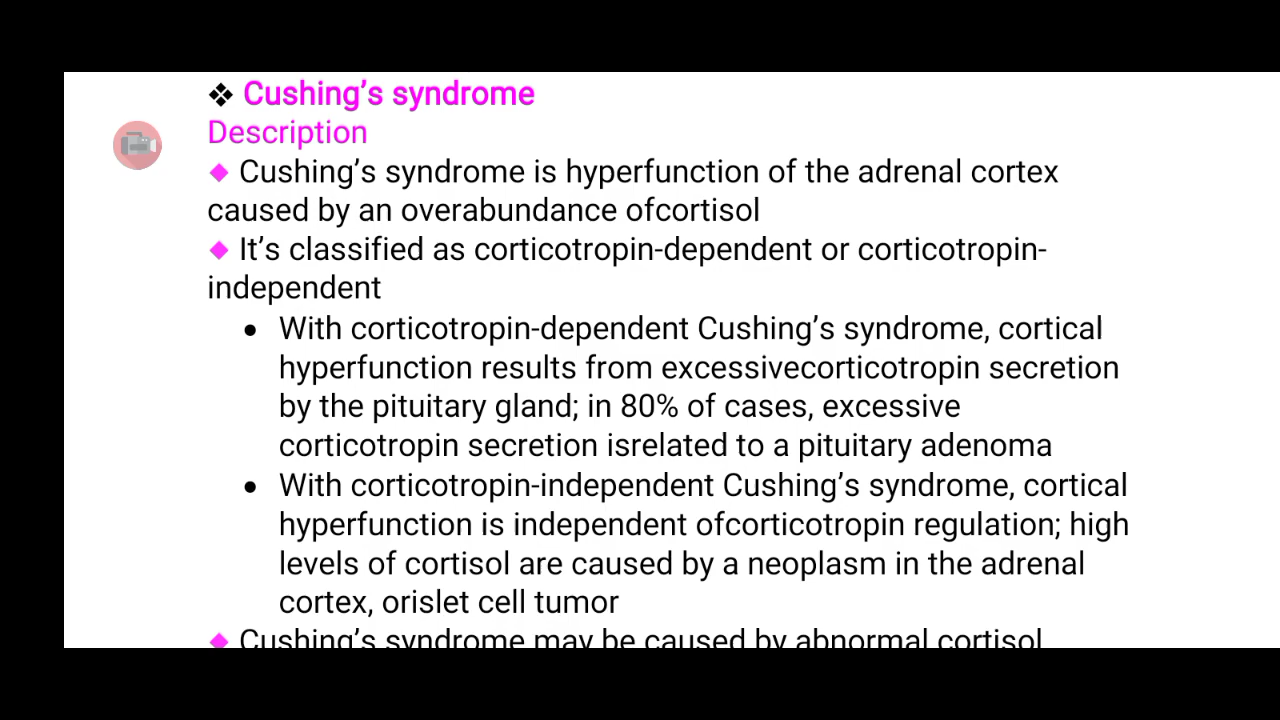 ❖ Cushing’s syndrome
Description
◆ Cushing’s syndrome is hyperfunction of the adrenal cortex
caused by an overabundance ofcortisol
◆ It’s classified as corticotropin-dependent or corticotropin-
independent
• With corticotropin-dependent Cushing’s syndrome, cortical
hyperfunction results from excessivecorticotropin secretion
by the pituitary gland; in 80% of cases, excessive
corticotropin secretion isrelated to a pituitary adenoma
• With corticotropin-independent Cushing’s syndrome, cortical
hyperfunction is independent ofcorticotropin regulation; high
levels of cortisol are caused by a neoplasm in the adrenal
cortex, orislet cell tumor
◆ Cushing’s syndrome may be caused by abnormal cortisol